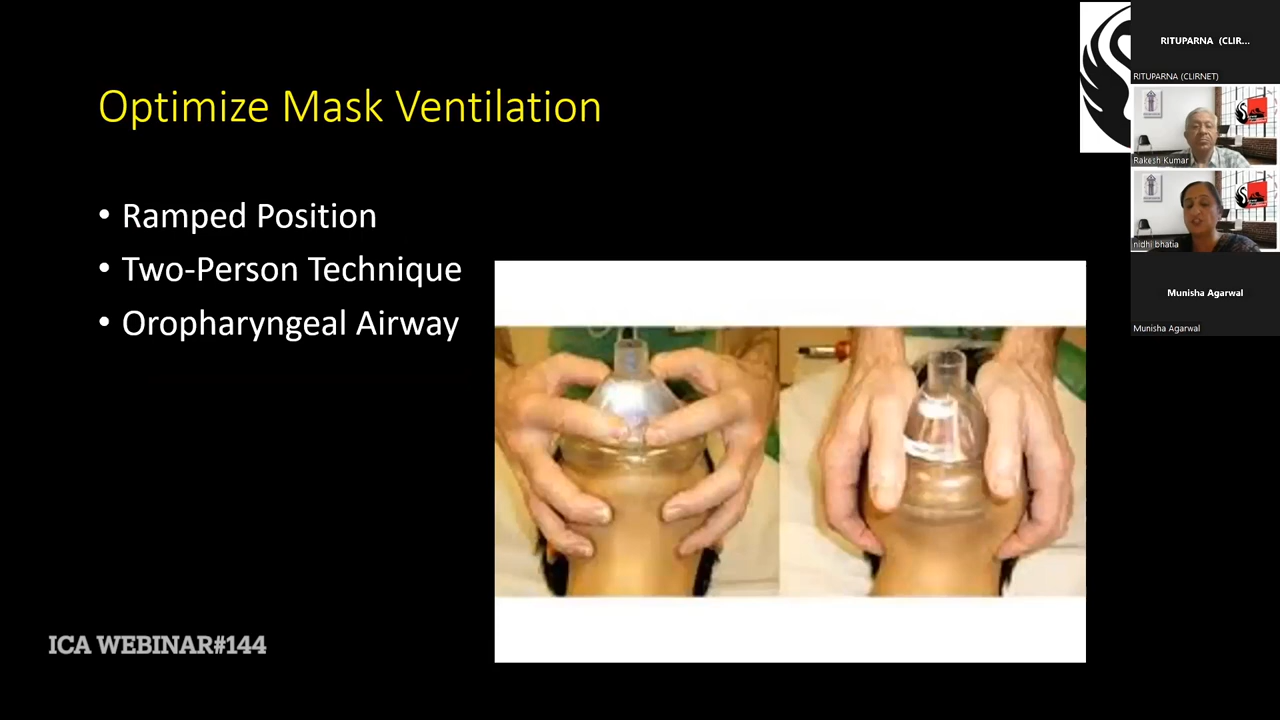 Optimize Mask Ventilation
• Ramped Position
• Two-Person Technique
• Oropharyngeal Airway
ICA WEBINAR#144
RITUPARNA (CLIR...
RITUPARNA (CLIRNET)
Rakesh Kumar
nidhi bhatia
Munisha Agarwal
Munisha Agarwal